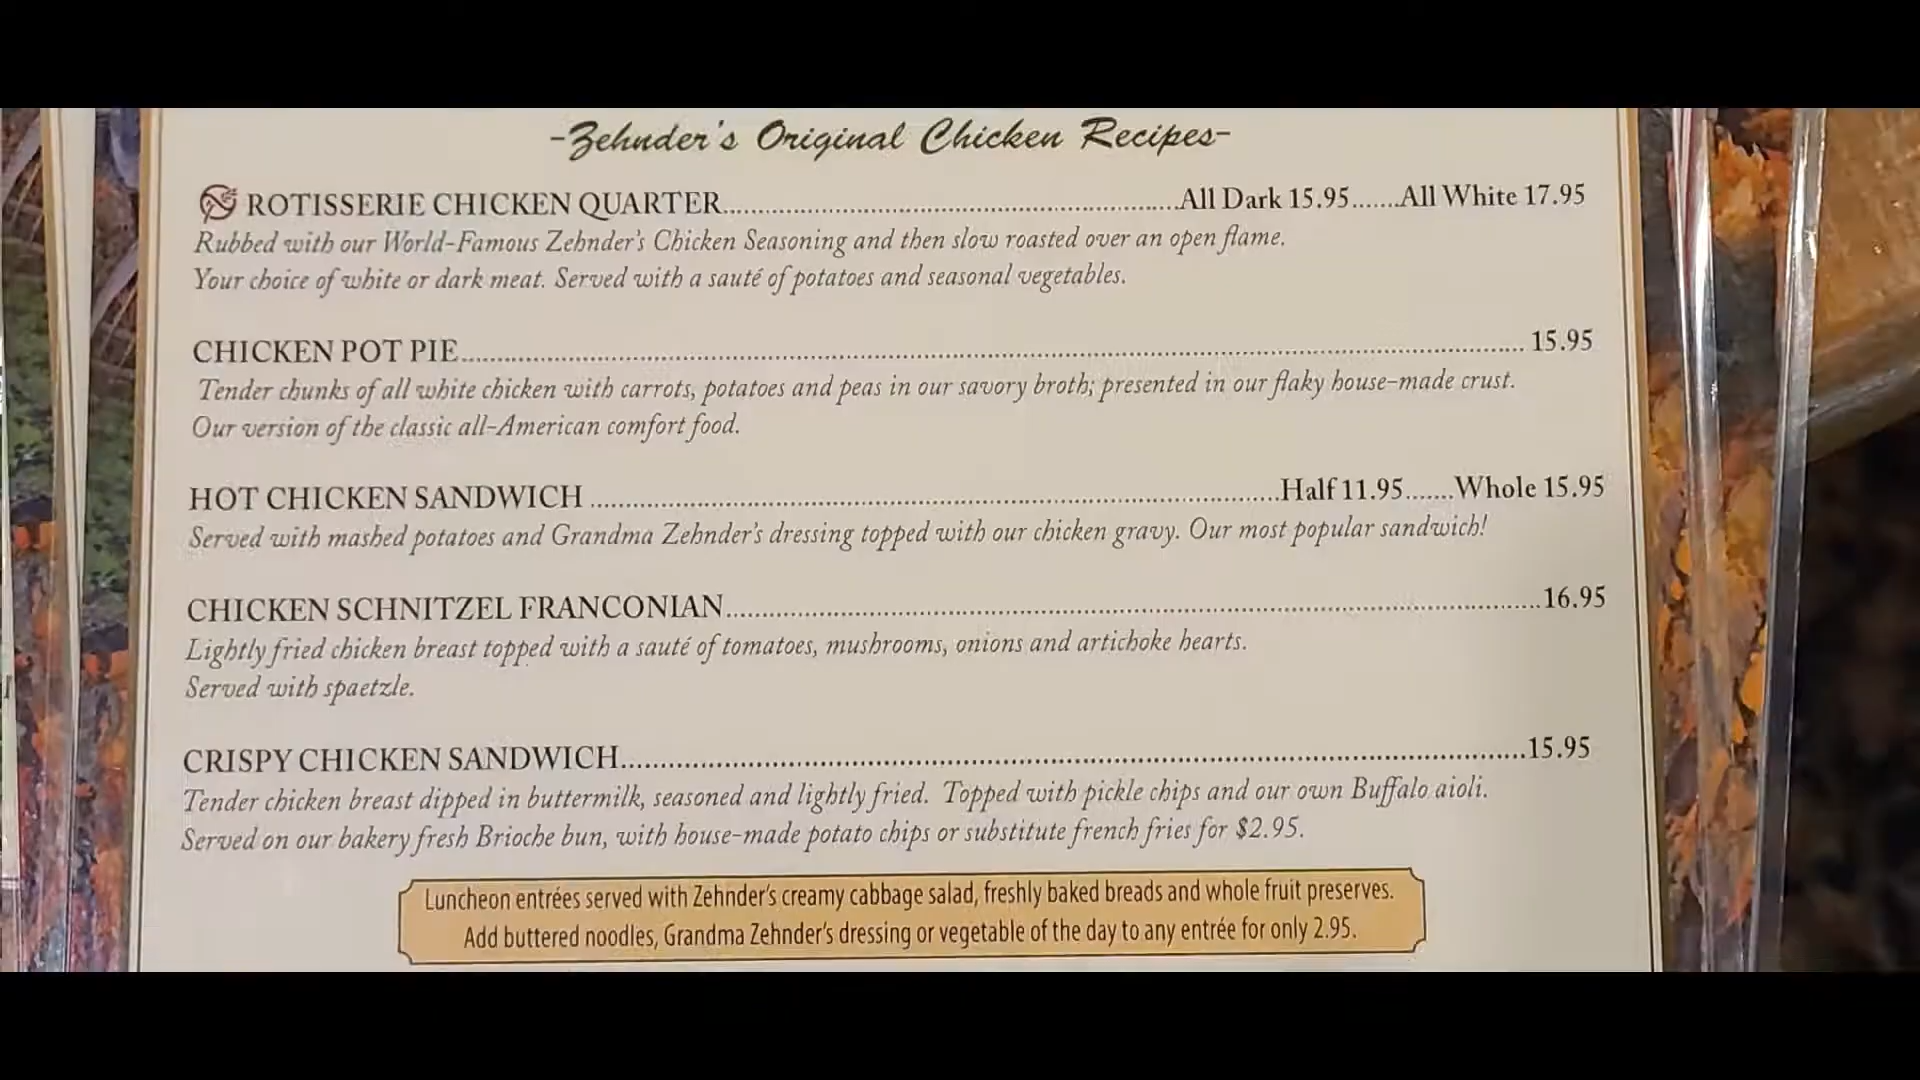 -Zehnder's Original Chicken Recipes-
ROTISSERIE CHICKEN QUARTER..........All Dark 15.95.......All White 17.95
Rubbed with our World-Famous Zehnder's Chicken Seasoning and then slow roasted over an open flame.
Your choice of white or dark meat. Served with a sauté of potatoes and seasonal vegetables.
CHICKEN POT PIE..........15.95
Tender chunks of all white chicken with carrots, potatoes and peas in our savory broth; presented in our flaky house-made crust.
Our version of the classic all-American comfort food.
HOT CHICKEN SANDWICH ..........Half 11.95.......Whole 15.95
Served with mashed potatoes and Grandma Zehnder's dressing topped with our chicken gravy. Our most popular sandwich!
CHICKEN SCHNITZEL FRANCONIAN..........16.95
Lightly fried chicken breast topped with a sauté of tomatoes, mushrooms, onions and artichoke hearts.
Served with spaetzle.
CRISPY CHICKEN SANDWICH..........15.95
Tender chicken breast dipped in buttermilk, seasoned and lightly fried. Topped with pickle chips and our own Buffalo aioli.
Served on our bakery fresh Brioche bun, with house-made potato chips or substitute french fries for $2.95.
Luncheon entrées served with Zehnder's creamy cabbage salad, freshly baked breads and whole fruit preserves.
Add buttered noodles, Grandma Zehnder's dressing or vegetable of the day to any entrée for only 2.95.